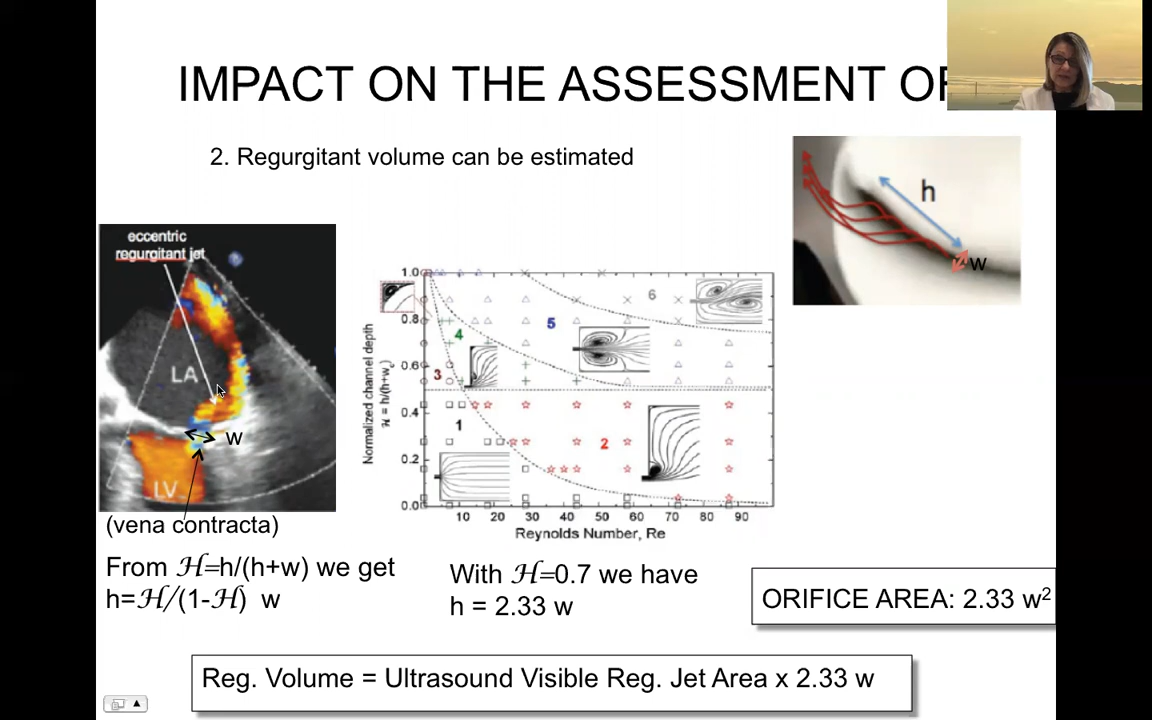 IMPACT ON THE ASSESSMENT OF
2. Regurgitant volume can be estimated
h
w
eccentric
regurgitant jet
LA
w
LV
(vena contracta)
Normalized channel depth
ℋ = h/(h+w
1.0
0.8
0.6
0.4
0.2
0.0
6
5
4
3
1
2
10 20 30 40 50 60 70 80 90
Reynolds Number, Re
From ℋ=h/(h+w) we get
h=ℋ/(1-ℋ) w
With ℋ=0.7 we have
h = 2.33 w
ORIFICE AREA: 2.33 w²
Reg. Volume = Ultrasound Visible Reg. Jet Area x 2.33 w